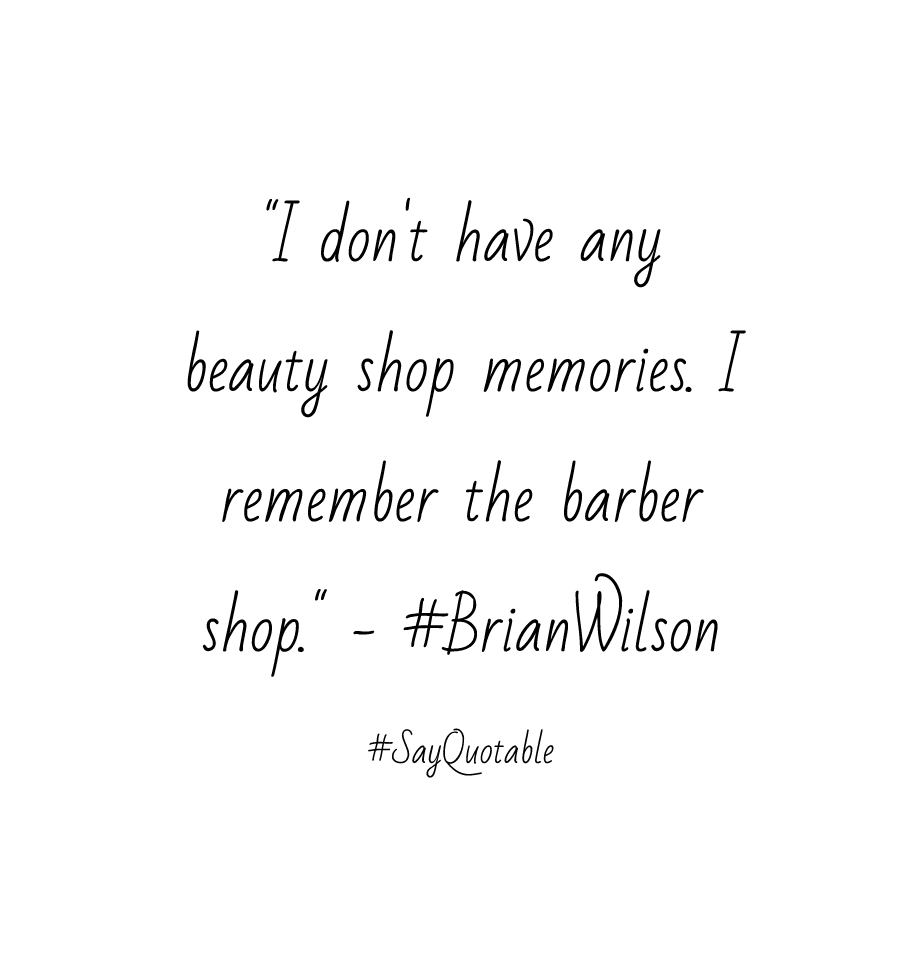 "I don't have any
beauty shop memories. I
remember the barber
shop." - #BrianWilson
#SayQuotable